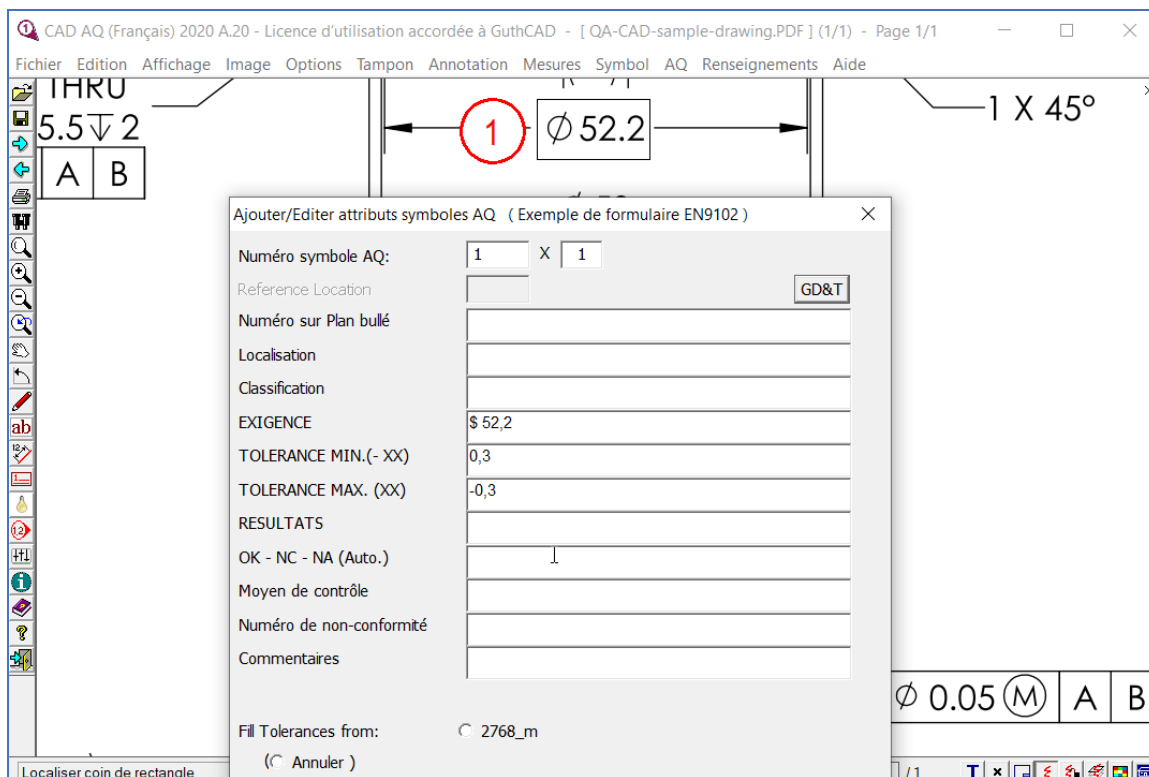 CAD AQ (Français) 2020 A.20 - Licence d'utilisation accordée à GuthCAD - [ QA-CAD-sample-drawing.PDF ] (1/1) - Page 1/1
Fichier Edition Affichage Image Options Tampon Annotation Mesures Symbol AQ Renseignements Aide
THRU
5.5↧2
A B
1 ∅ 52.2
1 X 45°
Ajouter/Editer attributs symboles AQ ( Exemple de formulaire EN9102 )
Numéro symbole AQ: 1 X 1
Reference Location GD&T
Numéro sur Plan bullé
Localisation
Classification
EXIGENCE $ 52,2
TOLERANCE MIN.(- XX) 0,3
TOLERANCE MAX. (XX) -0,3
RESULTATS
OK - NC - NA (Auto.)
Moyen de contrôle
Numéro de non-conformité
Commentaires
∅ 0.05 Ⓜ A B
Fill Tolerances from: 2768_m
( Annuler )
Localiser coin de rectangle / 1